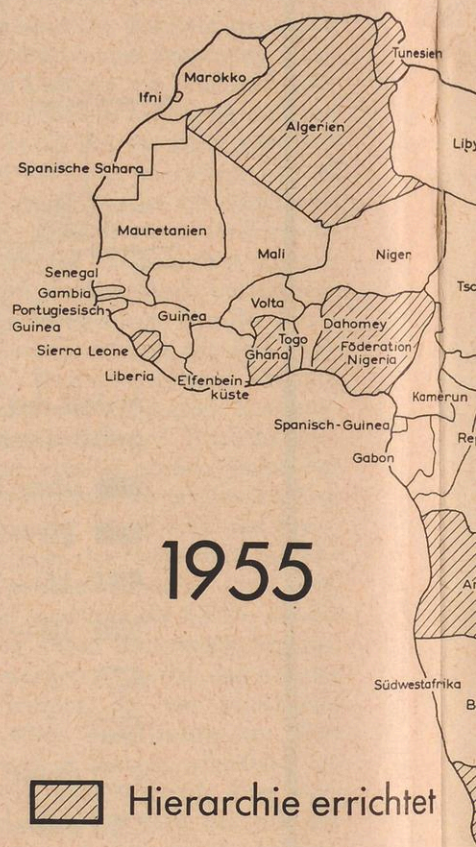 Tunesien
Marokko
Ifni
Algerien
Spanische Sahara
Mauretanien
Mali
Niger
Senegal
Gambia
Portugiesisch
Guinea
Guinea
Volta
Dahomey
Togo
Ghana
Föderation
Nigeria
Sierra Leone
Liberia
Elfenbein-
küste
Kamerun
Spanisch-Guinea
Gabon
1955
Südwestafrika
Hierarchie errichtet